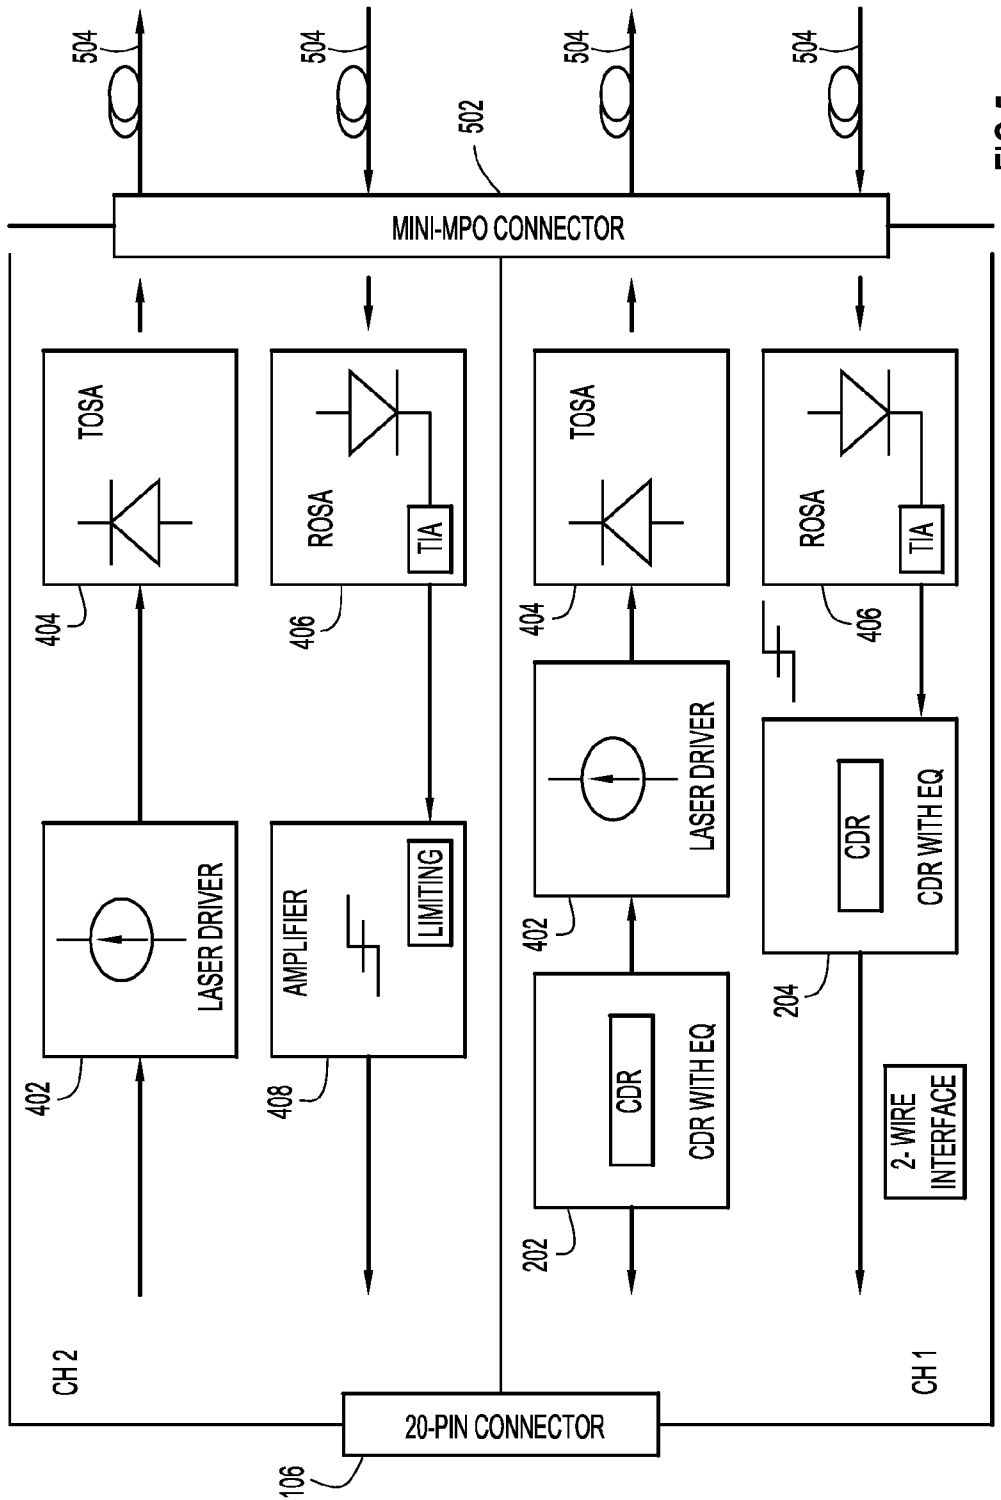 CH 2
402
LASER DRIVER
404
TOSA
504
408
AMPLIFIER
LIMITING
406
ROSA
TIA
504
106
20-PIN CONNECTOR
MINI-MPO CONNECTOR
502
202
CDR
CDR WITH EQ
402
LASER DRIVER
404
TOSA
504
204
CDR
CDR WITH EQ
406
ROSA
TIA
504
2- WIRE
INTERFACE
CH 1